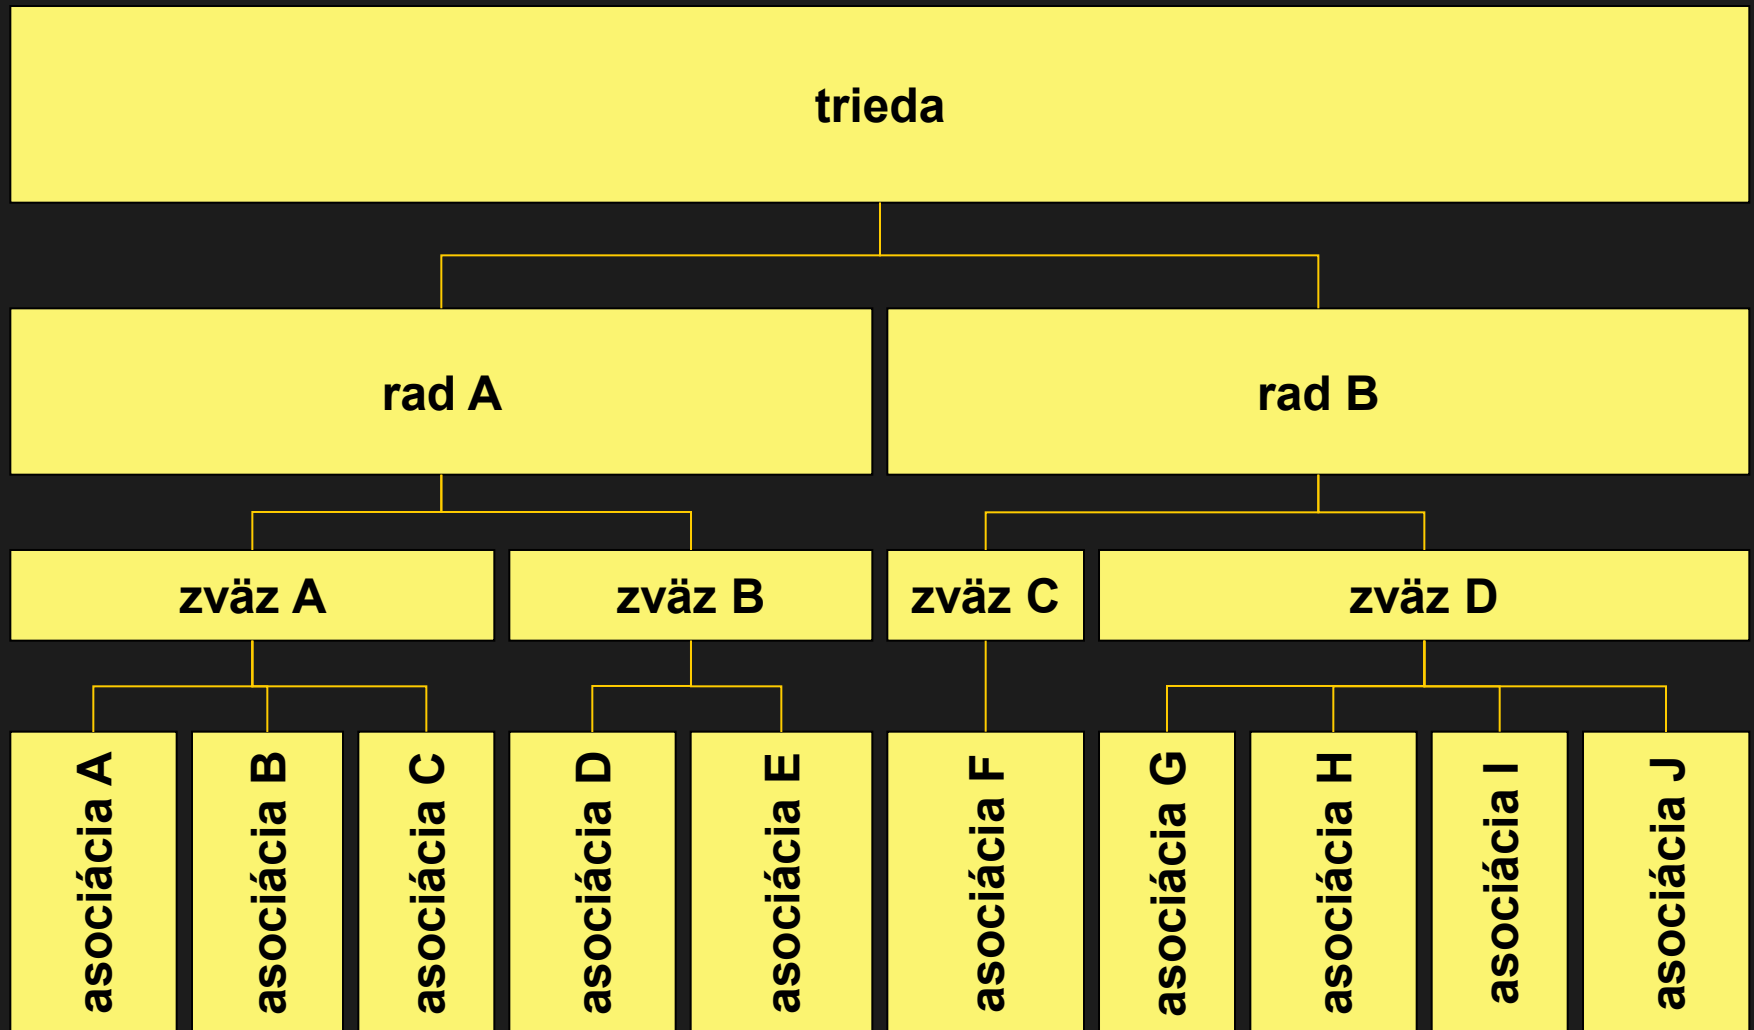 trieda
rad A
rad B
zväz A
zväz B
zväz C
zväz D
asociácia A
asociácia B
asociácia C
asociácia D
asociácia E
asociácia F
asociácia G
asociácia H
asociácia I
asociácia J